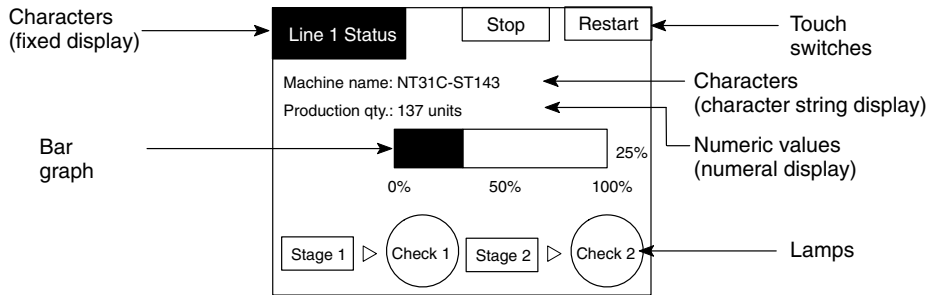 Characters
(fixed display)
Line 1 Status
Stop
Restart
Touch
switches
Machine name: NT31C-ST143
Characters
(character string display)
Production qty.: 137 units
Numeric values
(numeral display)
Bar
graph
25%
0%
50%
100%
Stage 1
Check 1
Stage 2
Check 2
Lamps